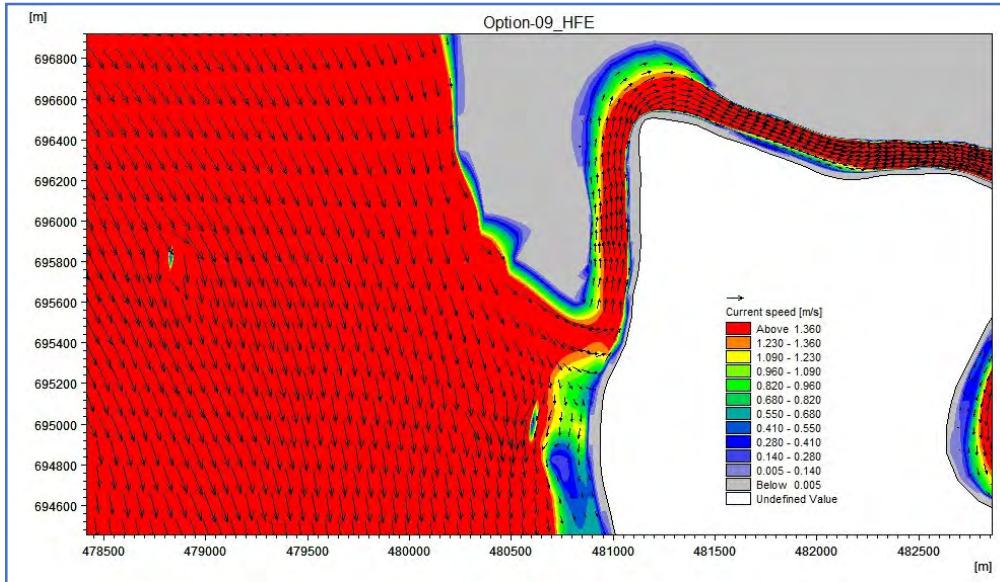 [m]
Option-09_HFE
696800
696600
696400
696200
696000
695800
695600
695400
695200
695000
694800
694600
Current speed [m/s]
Above 1.360
1.230 - 1.360
1.090 - 1.230
0.960 - 1.090
0.820 - 0.960
0.680 - 0.820
0.550 - 0.680
0.410 - 0.550
0.280 - 0.410
0.140 - 0.280
0.005 - 0.140
Below 0.005
Undefined Value
478500 479000 479500 480000 480500 481000 481500 482000 482500
[m]